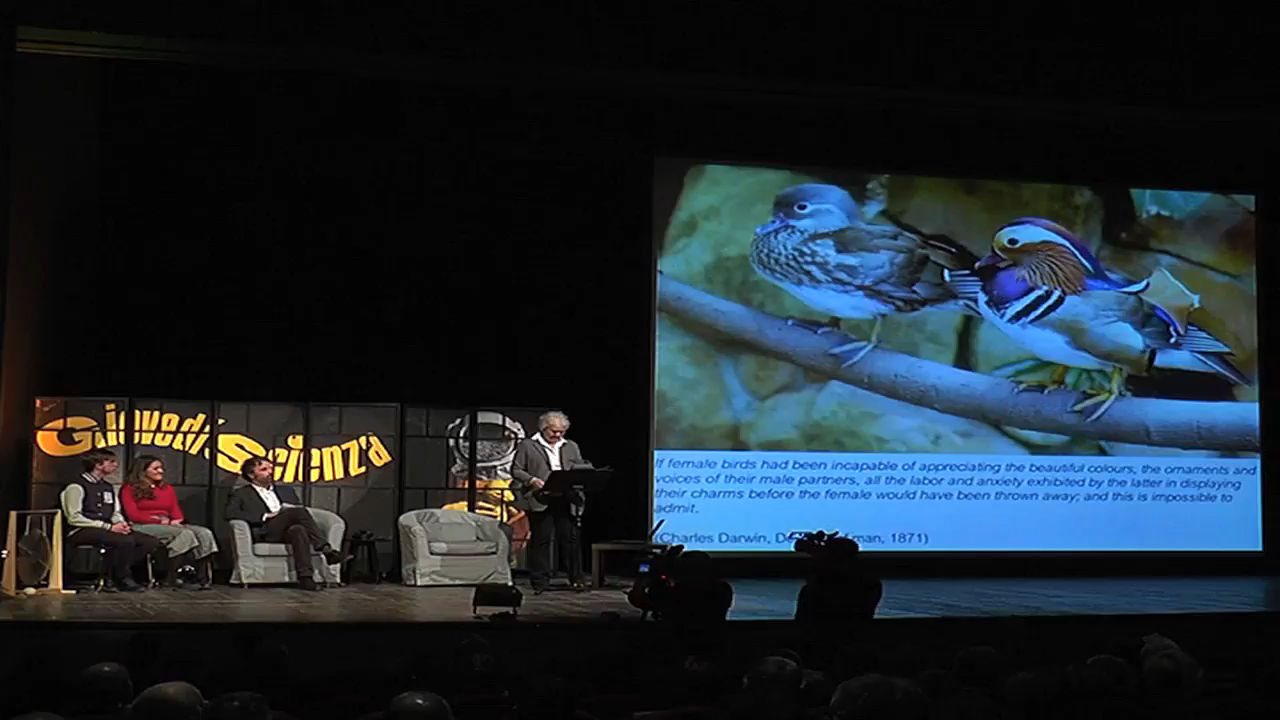 GiovedìScienz'a
If female birds had been incapable of appreciating the beautiful colours, the ornaments and
voices of their male partners, all the labor and anxiety exhibited by the latter in displaying
their charms before the female would have been thrown away; and this is impossible to
admit.
(Charles Darwin, man, 1871)